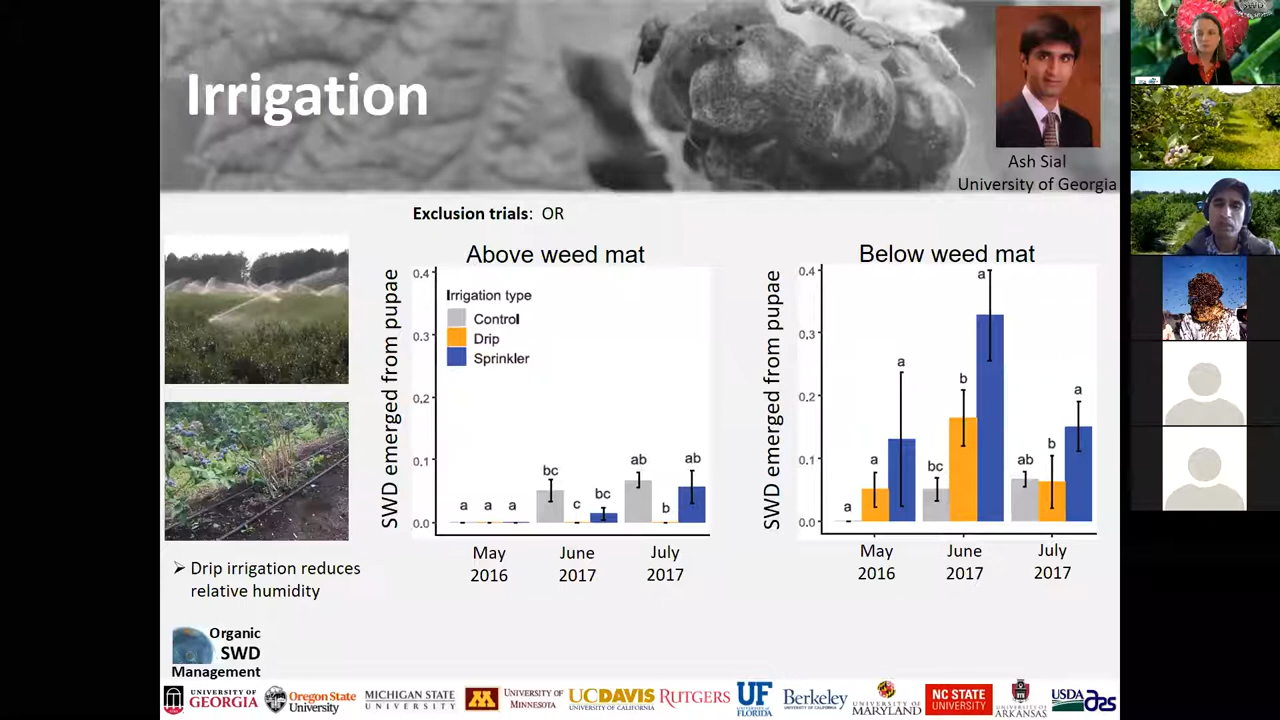 Irrigation
Ash Sial
University of Georgia
Exclusion trials: OR
Above weed mat
SWD emerged from pupae
0.4
0.3
0.2
0.1
0.0
Irrigation type
Control
Drip
Sprinkler
a a a
bc c bc
ab b ab
May 2016
June 2017
July 2017
Below weed mat
SWD emerged from pupae
0.4
0.3
0.2
0.1
0.0
a a a
bc b a
ab b a
May 2016
June 2017
July 2017
➢ Drip irrigation reduces
relative humidity
Organic
SWD
Management
UNIVERSITY OF
GEORGIA
Oregon State
University
MICHIGAN STATE
UNIVERSITY
M
UNIVERSITY OF
MINNESOTA
UCDAVIS
UNIVERSITY OF CALIFORNIA
RUTGERS
UF
UNIVERSITY of
FLORIDA
Berkeley
UNIVERSITY OF CALIFORNIA
UNIVERSITY OF
MARYLAND
NC STATE
UNIVERSITY
UNIVERSITY OF
ARKANSAS
USDA